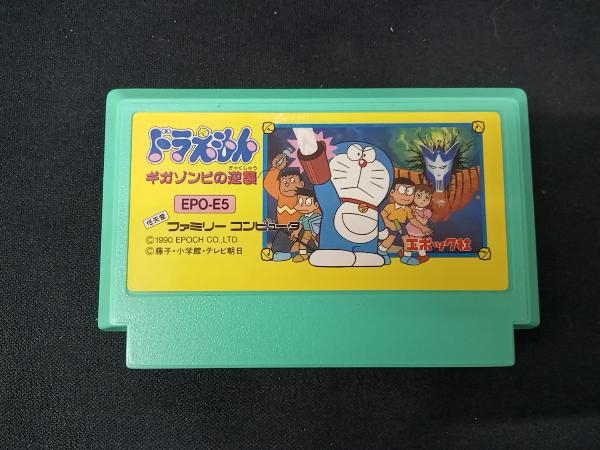 ドラえもん
ぎゃくしゅう
ギガゾンビの逆襲
EPO-E5
任天堂
ファミリー コンピュータ
©1990 EPOCH CO.,LTD.
©藤子・小学館・テレビ朝日
エポック社